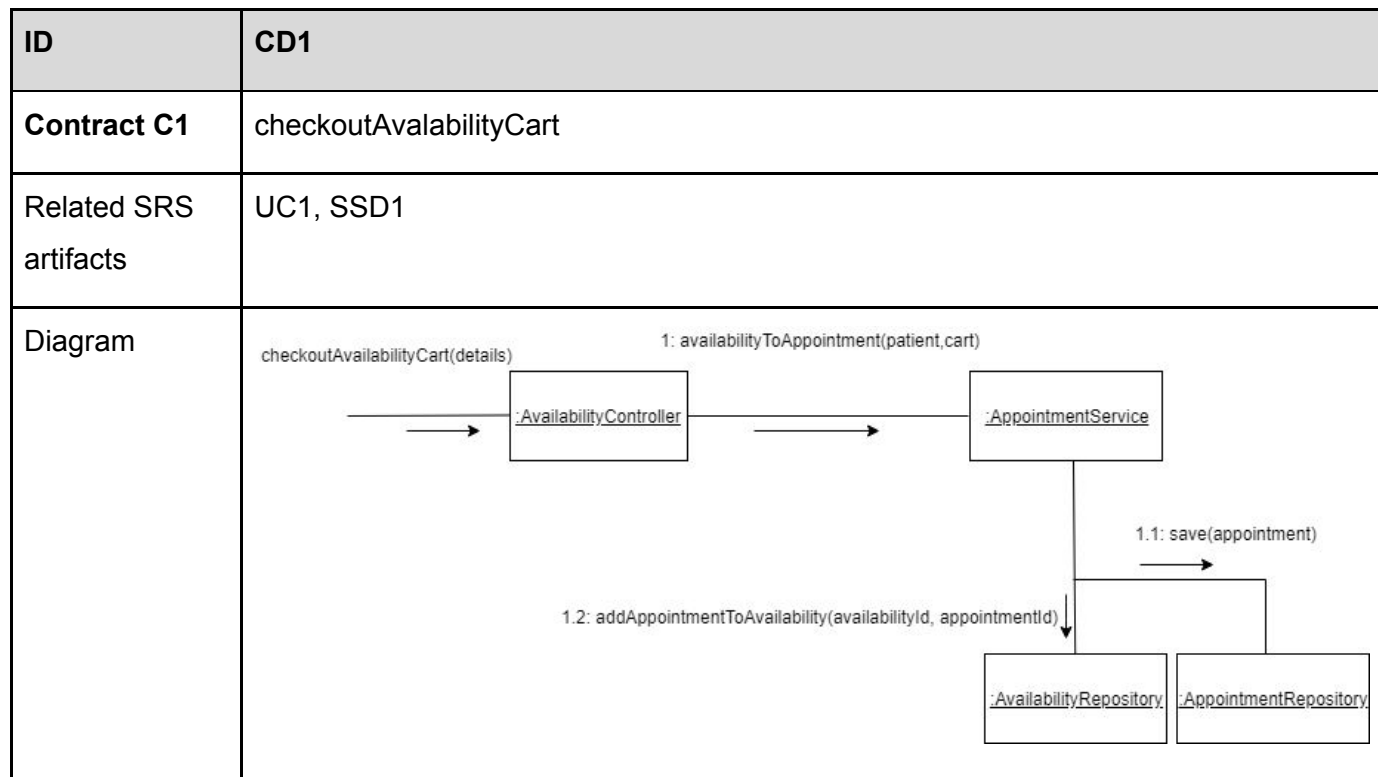 ID
CD1
Contract C1
checkoutAvalabilityCart
Related SRS
artifacts
UC1, SSD1
Diagram
checkoutAvailabilityCart(details)
1: availabilityToAppointment(patient,cart)
:AvailabilityController
:AppointmentService
1.1: save(appointment)
1.2: addAppointmentToAvailability(availabilityId, appointmentId)
:AvailabilityRepository
:AppointmentRepository